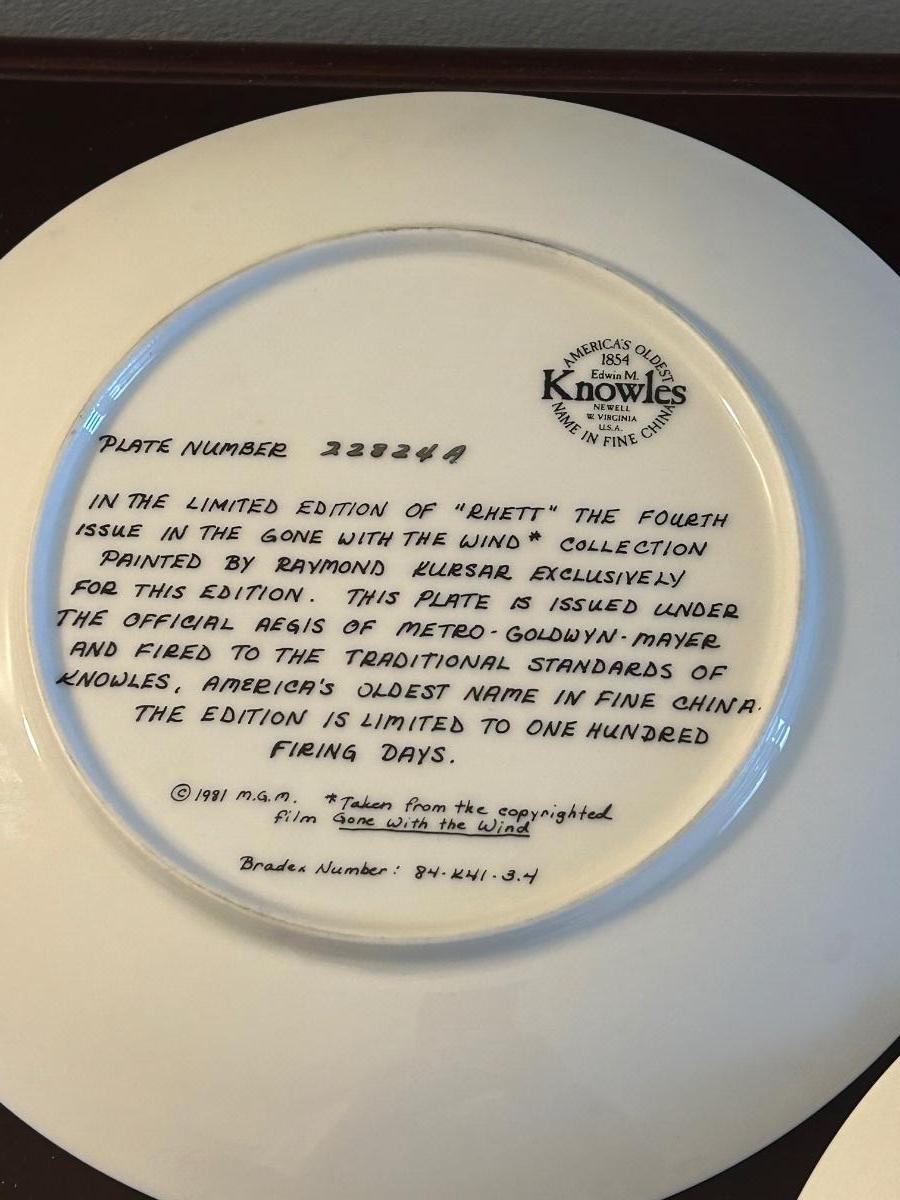 AMERICA'S OLDEST
1854
Edwin M.
Knowles
NEWELL
W. VIRGINIA
U.S.A.
NAME IN FINE CHINA
PLATE NUMBER 22824A
IN THE LIMITED EDITION OF "RHETT" THE FOURTH
ISSUE IN THE GONE WITH THE WIND* COLLECTION
PAINTED BY RAYMOND KURSAR EXCLUSIVELY
FOR THIS EDITION. THIS PLATE IS ISSUED UNDER
THE OFFICIAL AEGIS OF METRO-GOLDWYN-MAYER
AND FIRED TO THE TRADITIONAL STANDARDS OF
KNOWLES, AMERICA'S OLDEST NAME IN FINE CHINA.
THE EDITION IS LIMITED TO ONE HUNDRED
FIRING DAYS.
© 1981 M.G.M. *Taken from the copyrighted
film Gone With the Wind
Bradex Number: 84-K41-3.4